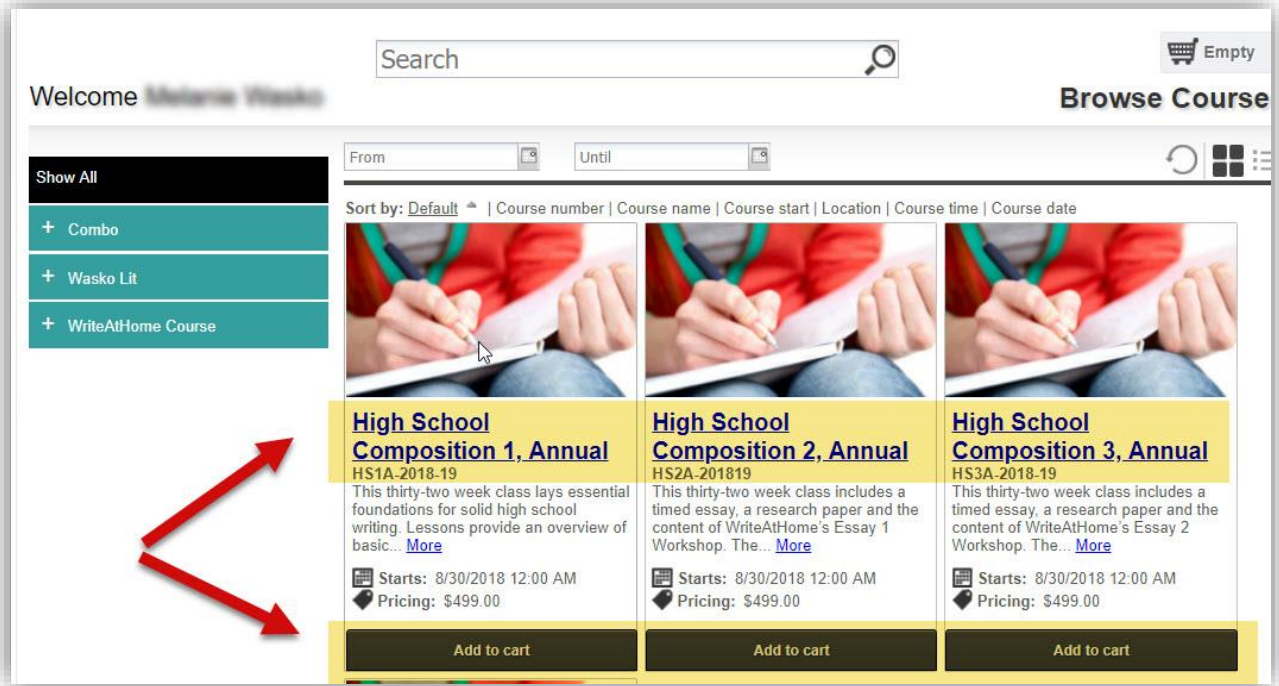 Search
Empty
Welcome
Browse Course
From
Until
Show All
+ Combo
+ Wasko Lit
+ WriteAtHome Course
Sort by: Default | Course number | Course name | Course start | Location | Course time | Course date
High School
Composition 1, Annual
HS1A-2018-19
This thirty-two week class lays essential
foundations for solid high school
writing. Lessons provide an overview of
basic... More
Starts: 8/30/2018 12:00 AM
Pricing: $499.00
Add to cart
High School
Composition 2, Annual
HS2A-201819
This thirty-two week class includes a
timed essay, a research paper and the
content of WriteAtHome's Essay 1
Workshop. The... More
Starts: 8/30/2018 12:00 AM
Pricing: $499.00
Add to cart
High School
Composition 3, Annual
HS3A-2018-19
This thirty-two week class includes a
timed essay, a research paper and the
content of WriteAtHome's Essay 2
Workshop. The... More
Starts: 8/30/2018 12:00 AM
Pricing: $499.00
Add to cart